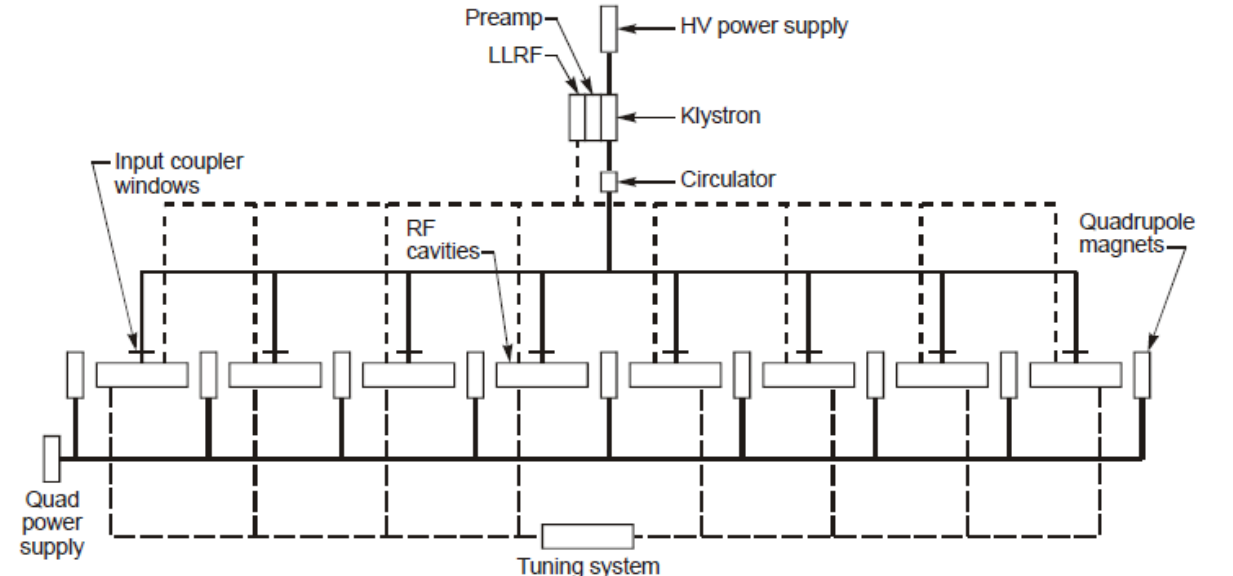 Preamp
HV power supply
LLRF
Klystron
Input coupler
windows
Circulator
RF
cavities
Quadrupole
magnets
Quad
power
supply
Tuning system